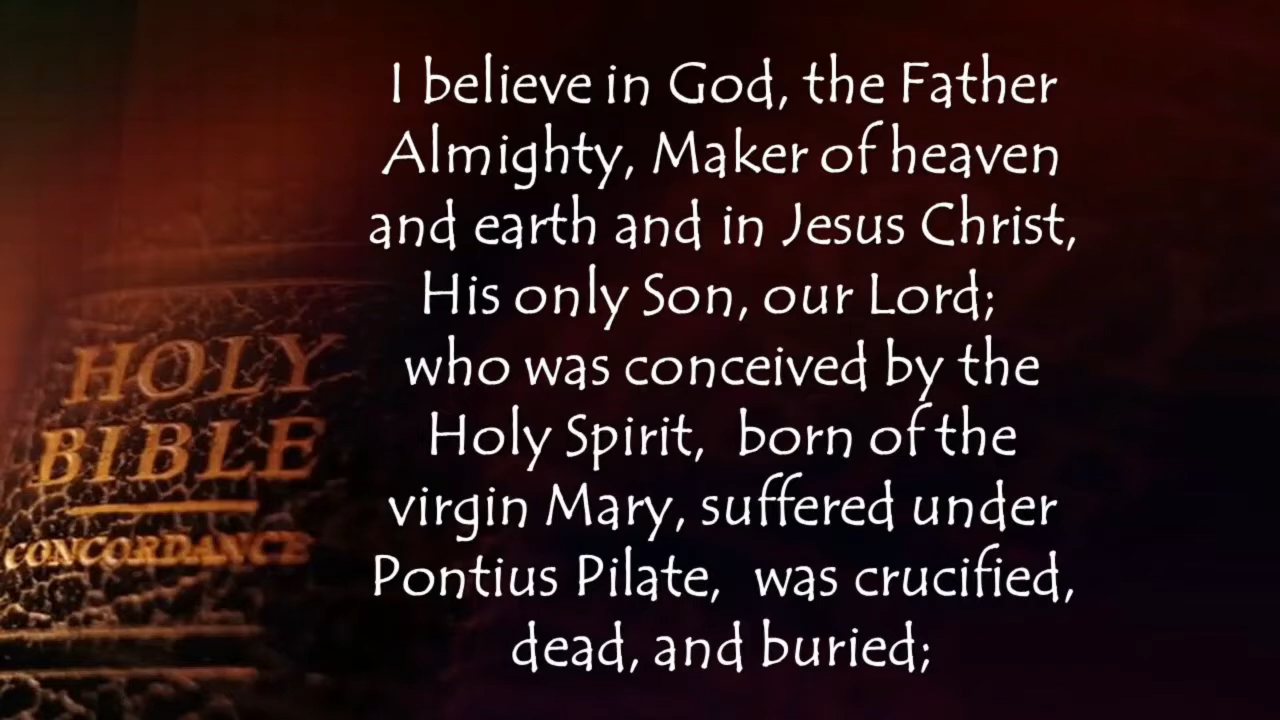 I believe in God, the Father
Almighty, Maker of heaven
and earth and in Jesus Christ,
His only Son, our Lord;
who was conceived by the
Holy Spirit,  born of the
virgin Mary, suffered under
Pontius Pilate,  was crucified,
dead, and buried;
HOLY
BIBLE
CONCORDANCE